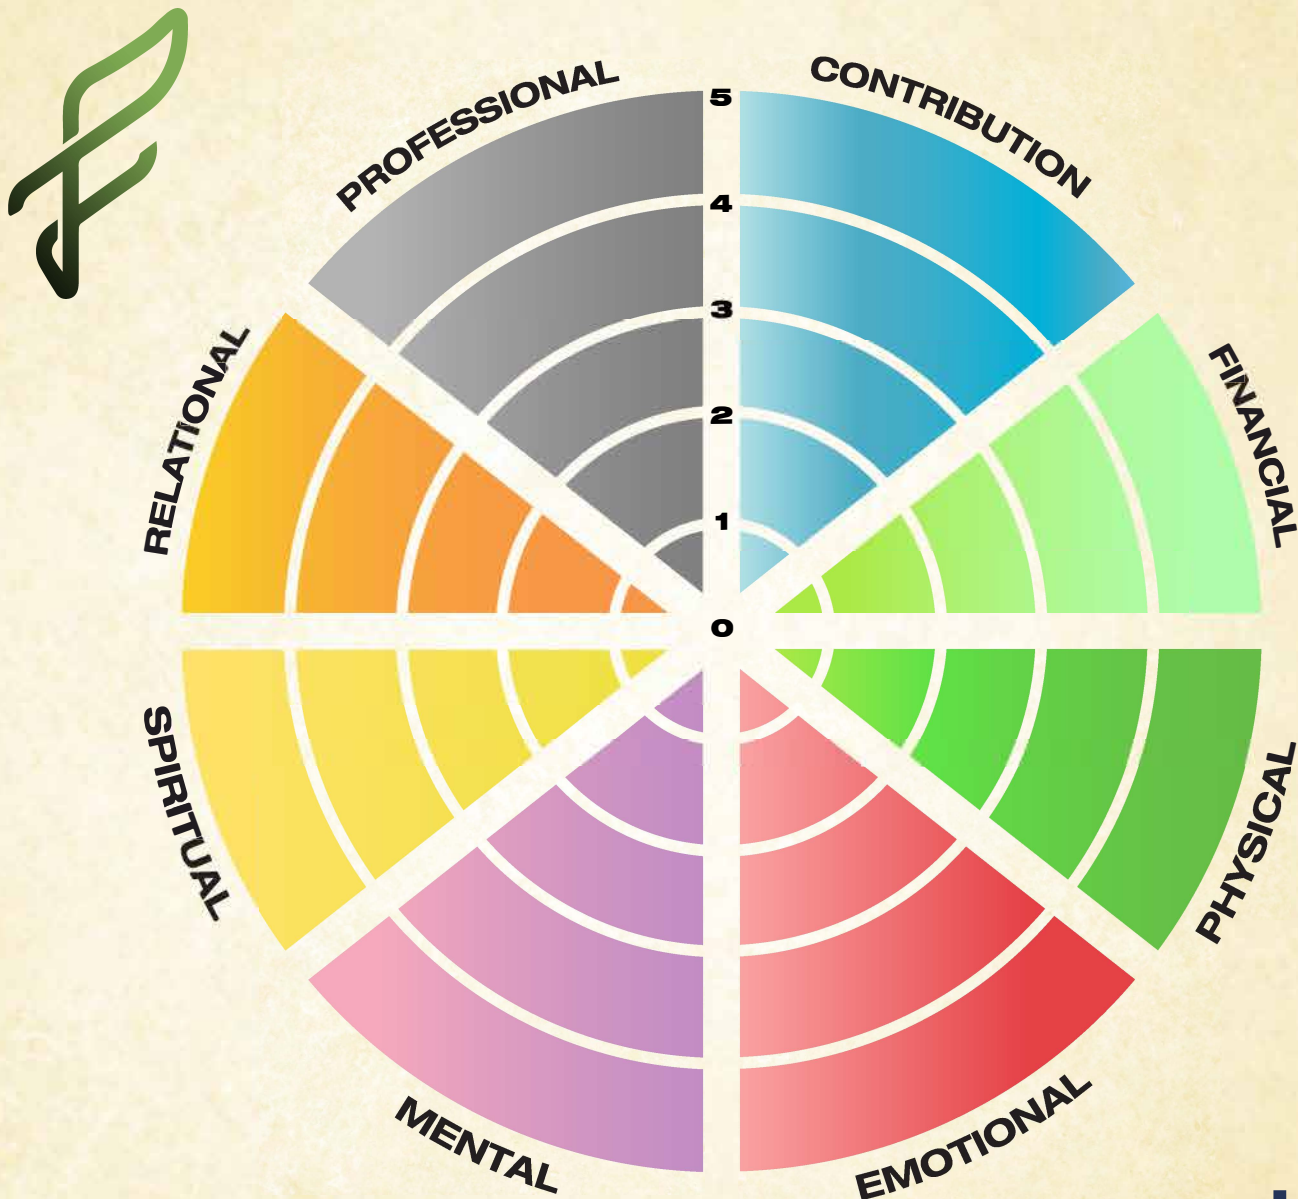 PROFESSIONAL
CONTRIBUTION
5
4
3
2
1
0
RELATIONAL
FINANCIAL
SPIRITUAL
PHYSICAL
MENTAL
EMOTIONAL